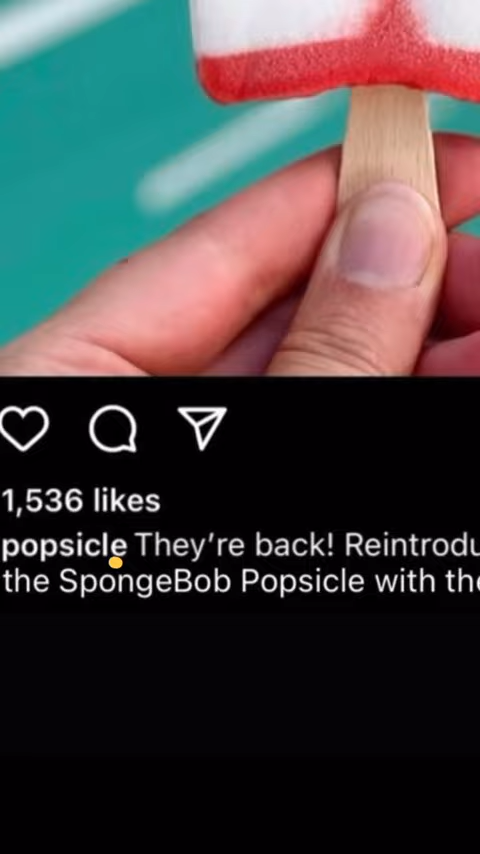 1,536 likes
popsicle They’re back! Reintrodu
the SpongeBob Popsicle with the